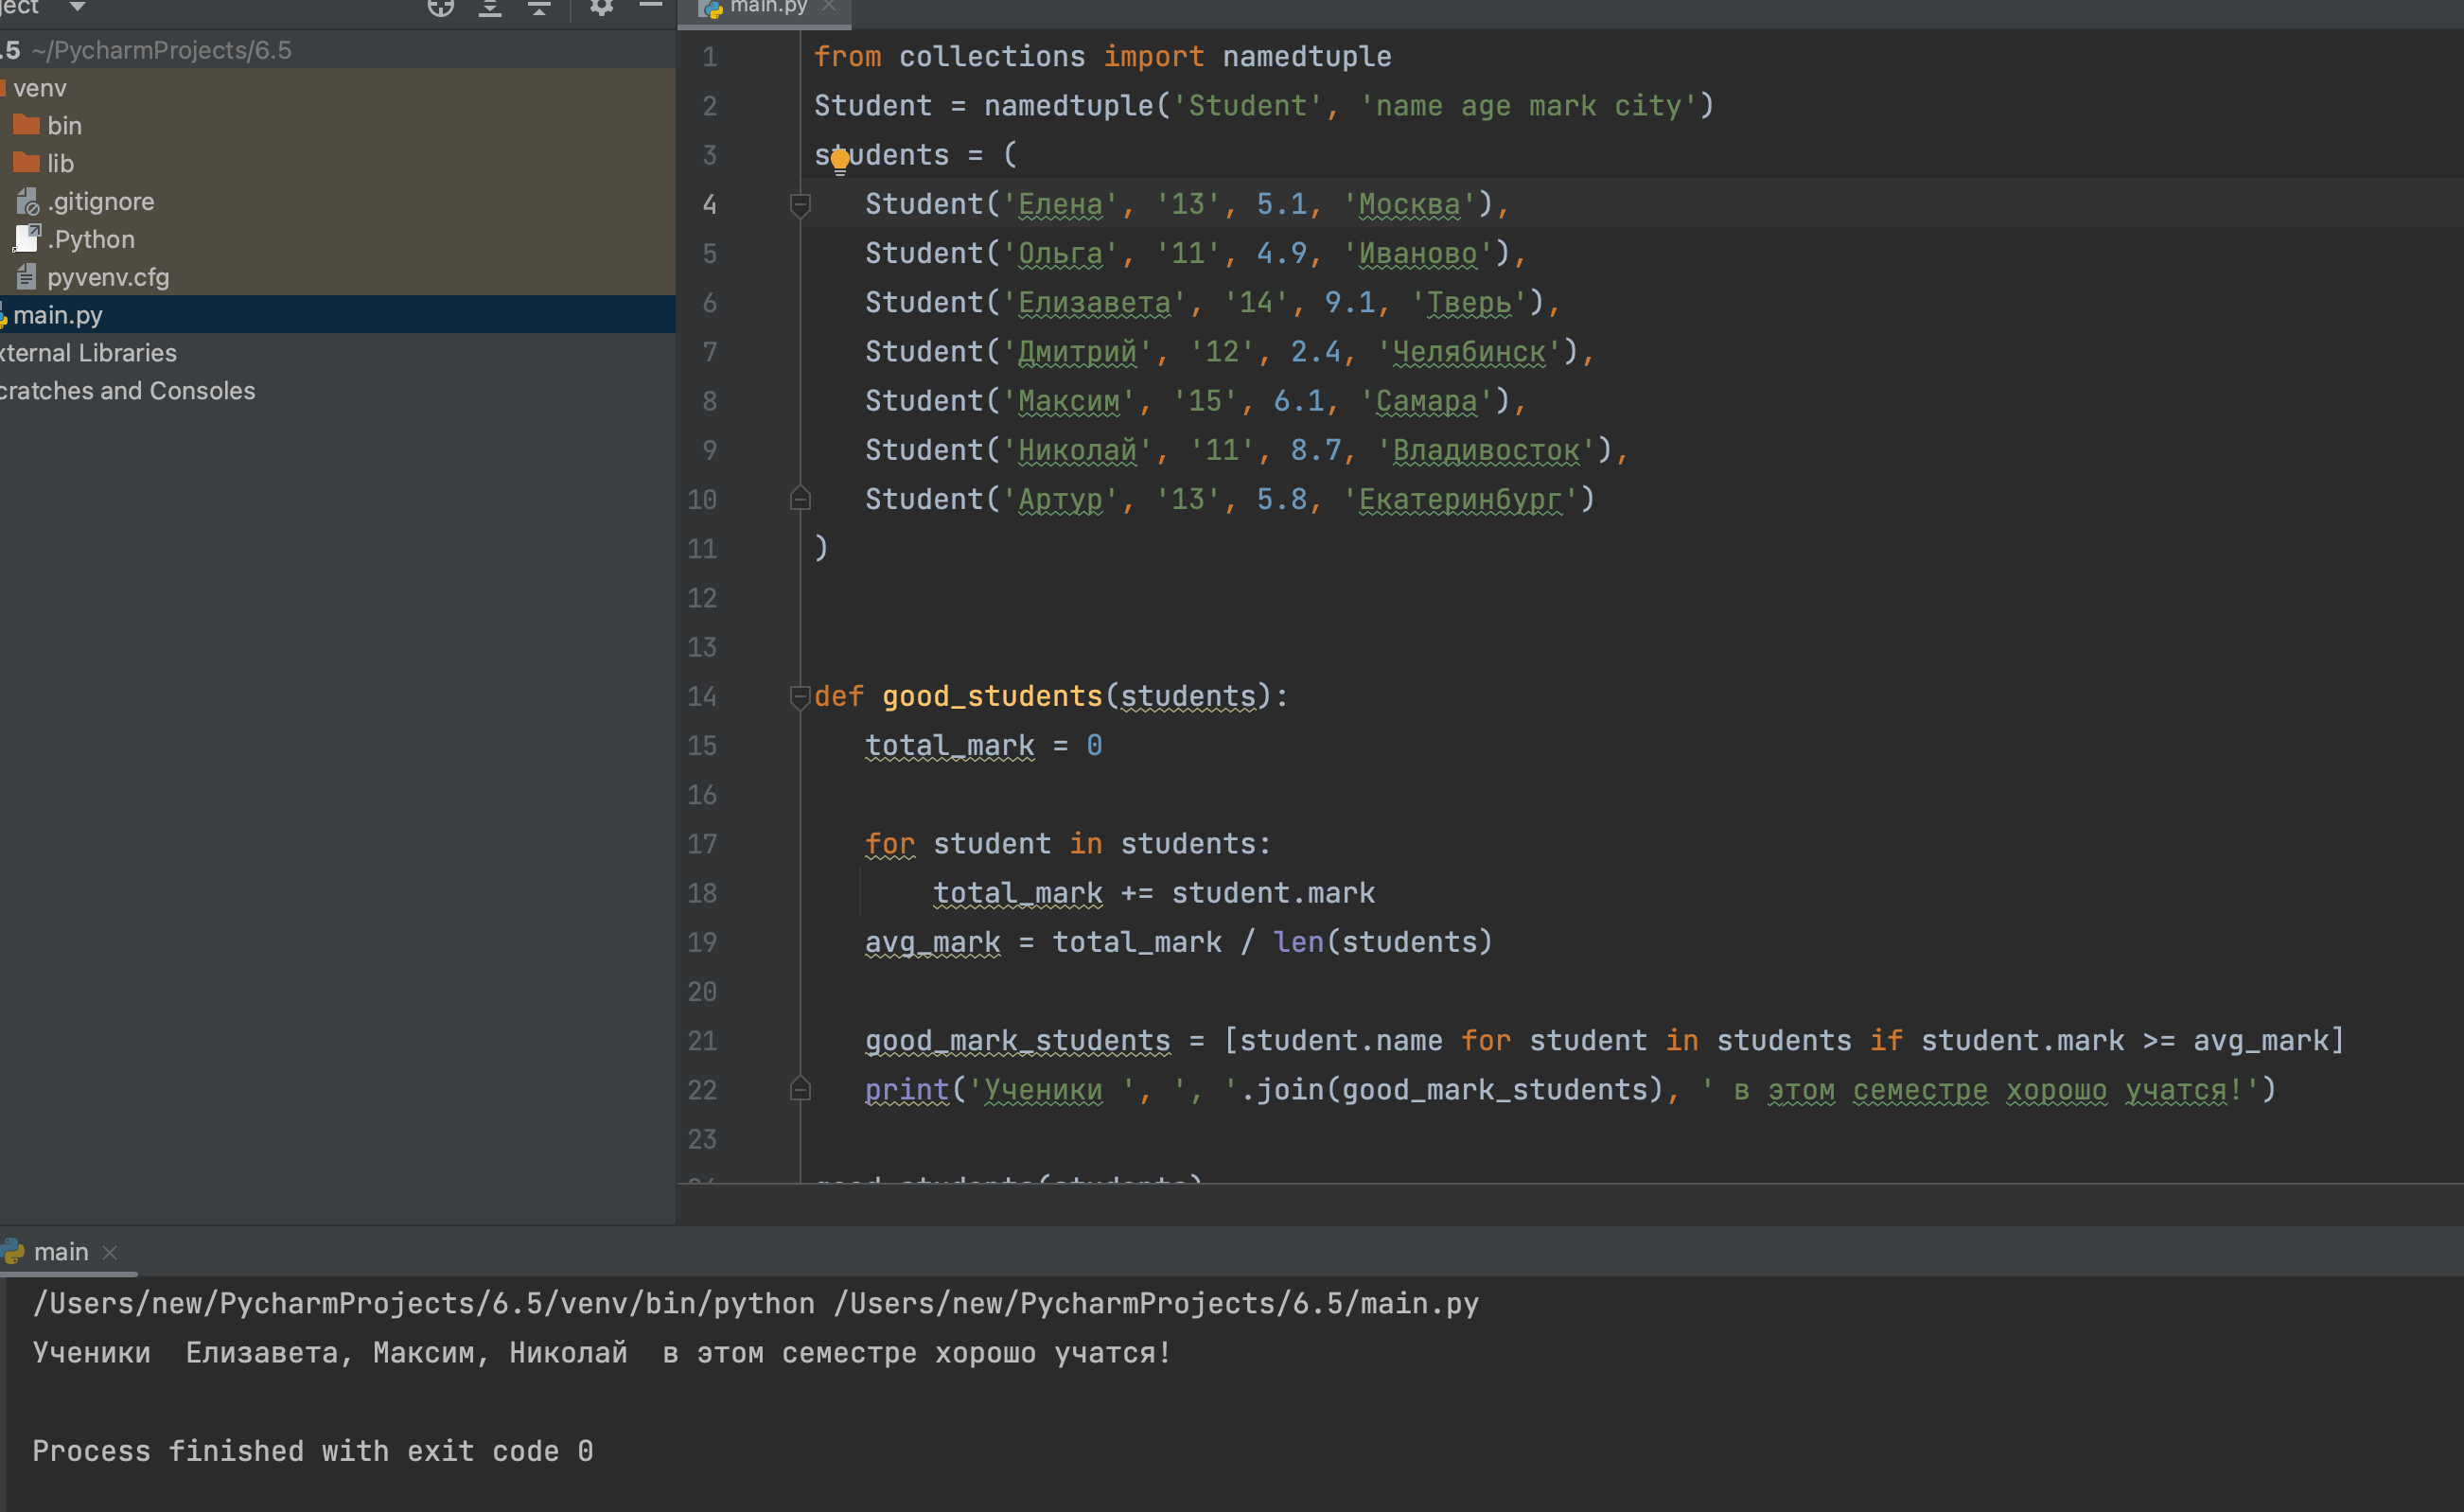 main.py
.5 ~/PycharmProjects/6.5
venv
bin
lib
.gitignore
.Python
pyvenv.cfg
main.py
xternal Libraries
cratches and Consoles
1 from collections import namedtuple
2 Student = namedtuple('Student', 'name age mark city')
3 students = (
4 Student('Елена', '13', 5.1, 'Москва'),
5 Student('Ольга', '11', 4.9, 'Иваново'),
6 Student('Елизавета', '14', 9.1, 'Тверь'),
7 Student('Дмитрий', '12', 2.4, 'Челябинск'),
8 Student('Максим', '15', 6.1, 'Самара'),
9 Student('Николай', '11', 8.7, 'Владивосток'),
10 Student('Артур', '13', 5.8, 'Екатеринбург')
11 )
12
13
14 def good_students(students):
15 total_mark = 0
16
17 for student in students:
18 total_mark += student.mark
19 avg_mark = total_mark / len(students)
20
21 good_mark_students = [student.name for student in students if student.mark >= avg_mark]
22 print('Ученики ', ', '.join(good_mark_students), ' в этом семестре хорошо учатся!')
23
good_students(students)
main
/Users/new/PycharmProjects/6.5/venv/bin/python /Users/new/PycharmProjects/6.5/main.py
Ученики  Елизавета, Максим, Николай  в этом семестре хорошо учатся!
Process finished with exit code 0